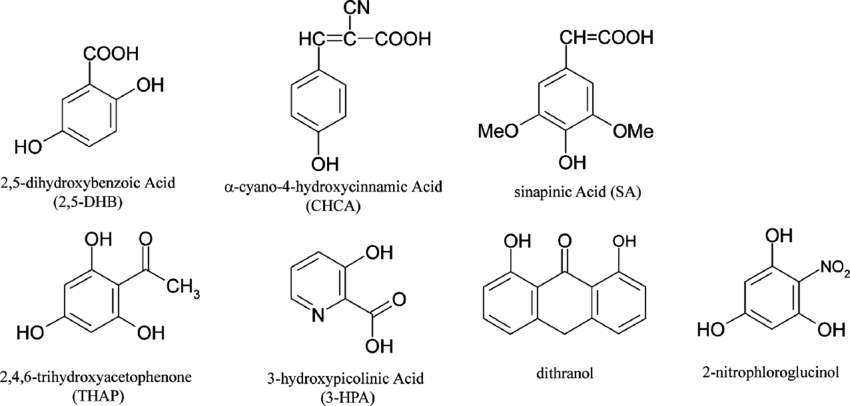 CN
COOH
CH=C-COOH
CH=COOH
OH
HO
MeO
OMe
OH
OH
2,5-dihydroxybenzoic Acid
(2,5-DHB)
α-cyano-4-hydroxycinnamic Acid
(CHCA)
sinapinic Acid (SA)
OH
O
CH3
HO
OH
OH
N
O
OH
OH
O
OH
OH
NO2
HO
OH
2,4,6-trihydroxyacetophenone
(THAP)
3-hydroxypicolinic Acid
(3-HPA)
dithranol
2-nitrophloroglucinol